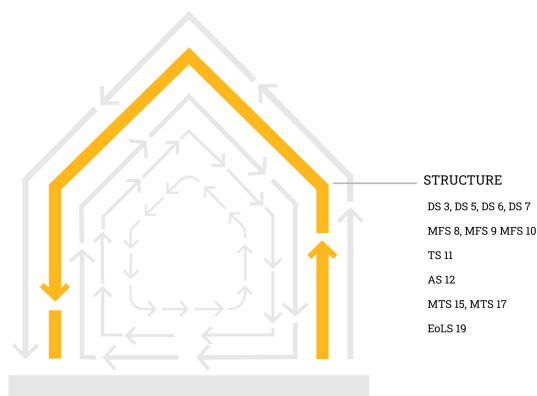 STRUCTURE
DS 3, DS 5, DS 6, DS 7
MFS 8, MFS 9 MFS 10
TS 11
AS 12
MTS 15, MTS 17
EoLS 19